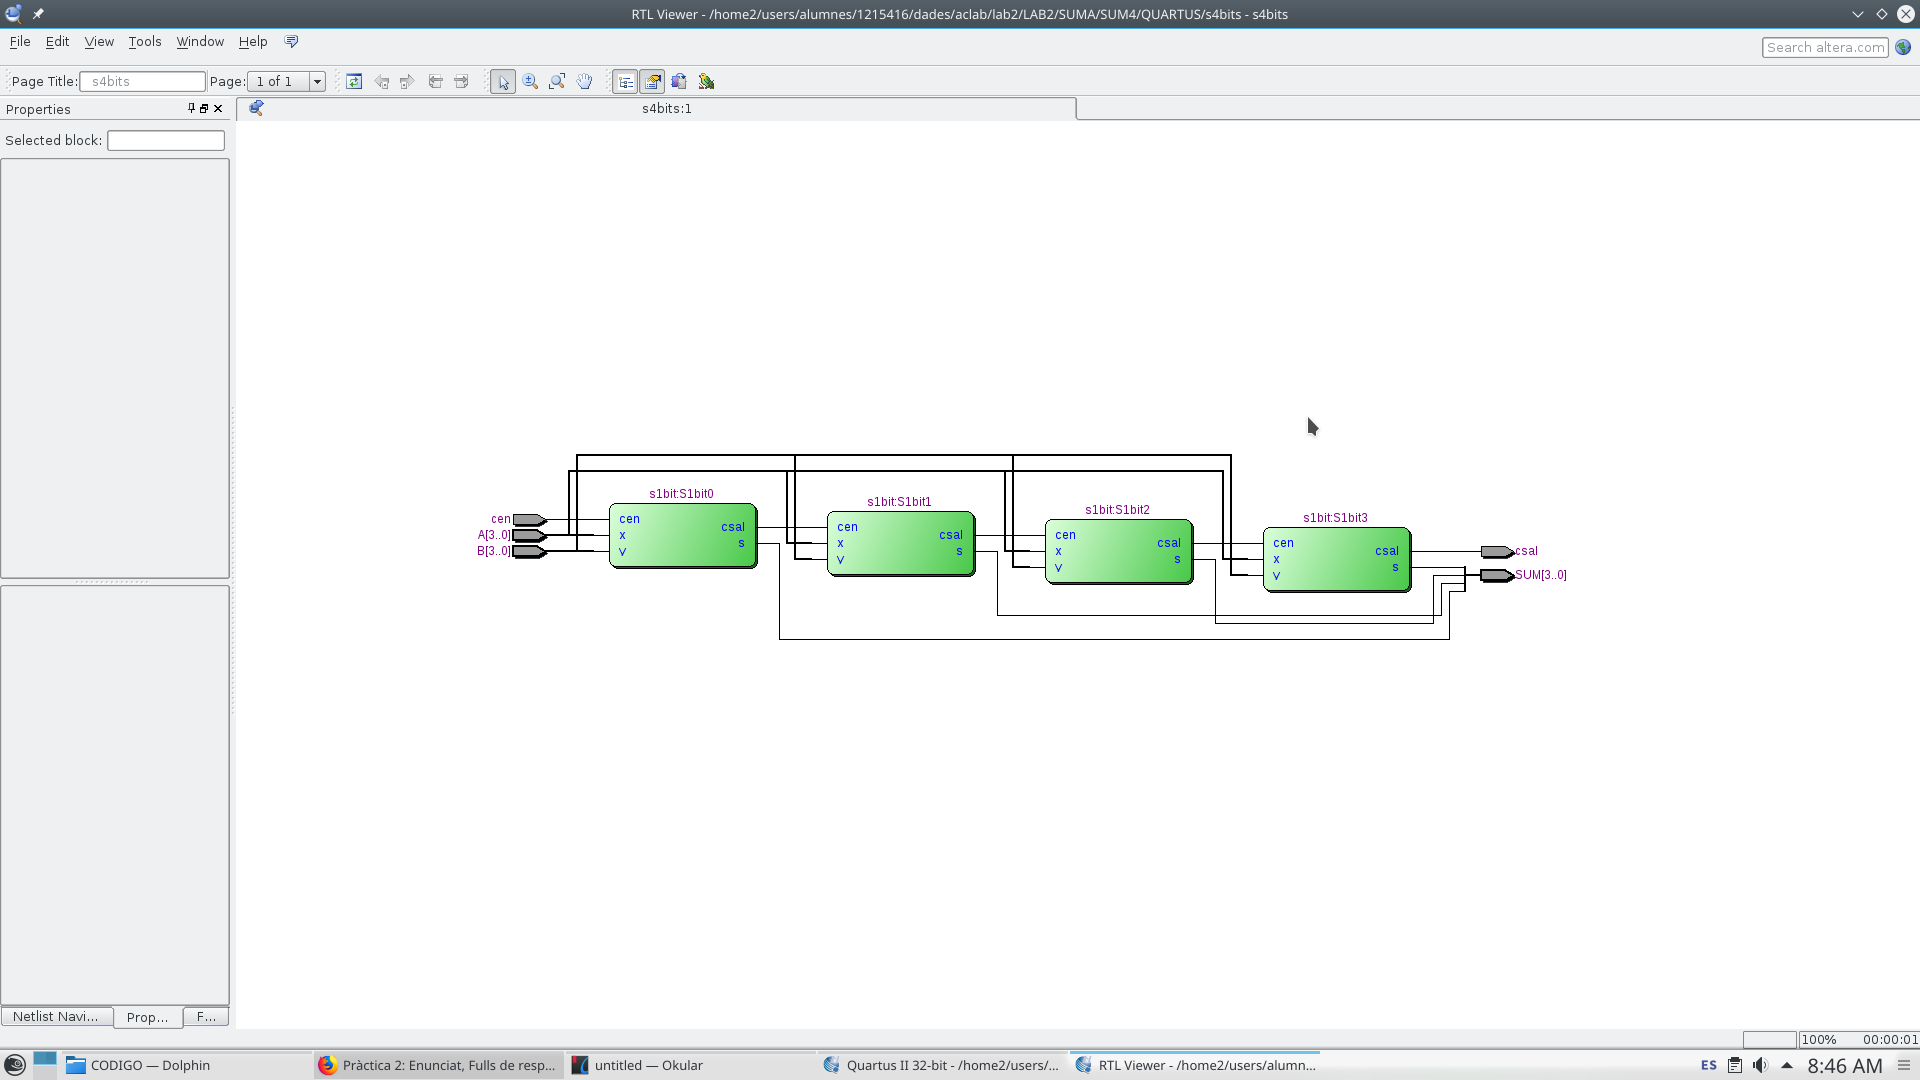 RTL Viewer - /home2/users/alumnes/1215416/dades/aclab/lab2/LAB2/SUMA/SUM4/QUARTUS/s4bits - s4bits
File Edit View Tools Window Help
Search altera.com
Page Title: s4bits Page: 1 of 1
Properties
s4bits:1
Selected block:
s1bit:S1bit0
s1bit:S1bit1
s1bit:S1bit2
s1bit:S1bit3
cen
A[3..0]
B[3..0]
cen
x
y
csal
s
cen
x
y
csal
s
cen
x
y
csal
s
cen
x
y
csal
s
csal
SUM[3..0]
Netlist Navi... Prop... F...
100% 00:00:01
CODIGO — Dolphin
Pràctica 2: Enunciat, Fulls de resp...
untitled — Okular
Quartus II 32-bit - /home2/users/...
RTL Viewer - /home2/users/alumn...
ES
8:46 AM